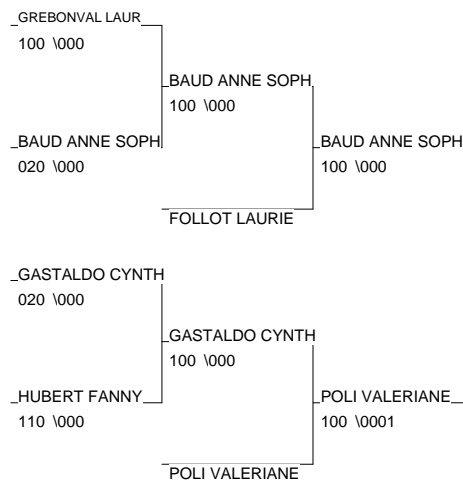 GREBONVAL LAUR
100 \000
BAUD ANNE SOPH
100 \000
BAUD ANNE SOPH
020 \000
BAUD ANNE SOPH
100 \000
FOLLOT LAURIE
GASTALDO CYNTH
020 \000
GASTALDO CYNTH
100 \000
HUBERT FANNY
110 \000
POLI VALERIANE
100 \0001
POLI VALERIANE